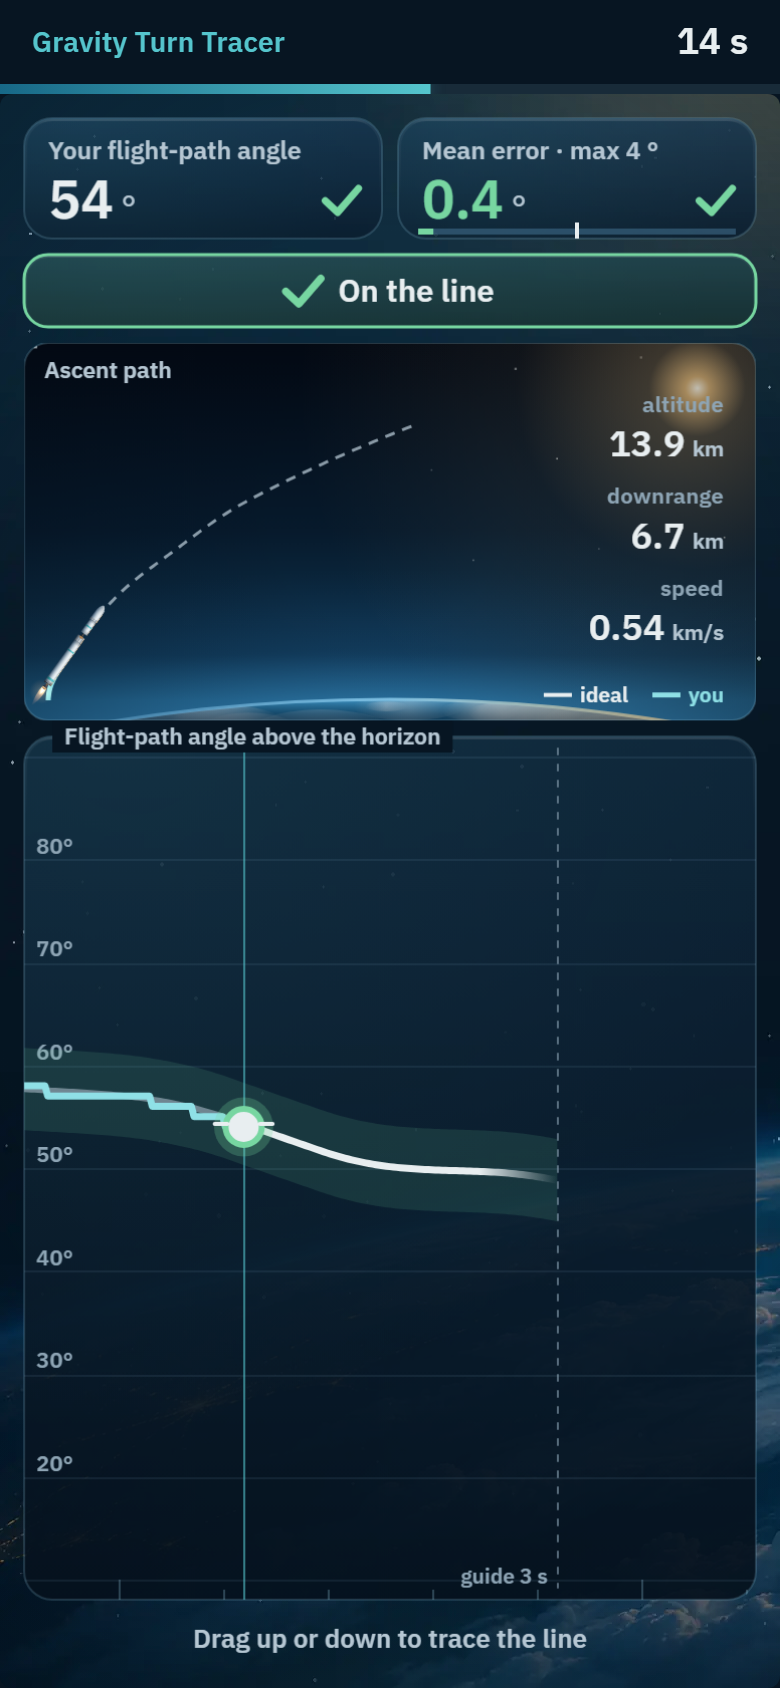 Gravity Turn Tracer
14 s
Your flight-path angle
54 °
Mean error · max 4 °
0.4 °
On the line
Ascent path
altitude
13.9 km
downrange
6.7 km
speed
0.54 km/s
ideal
you
Flight-path angle above the horizon
80°
70°
60°
50°
40°
30°
20°
guide 3 s
Drag up or down to trace the line